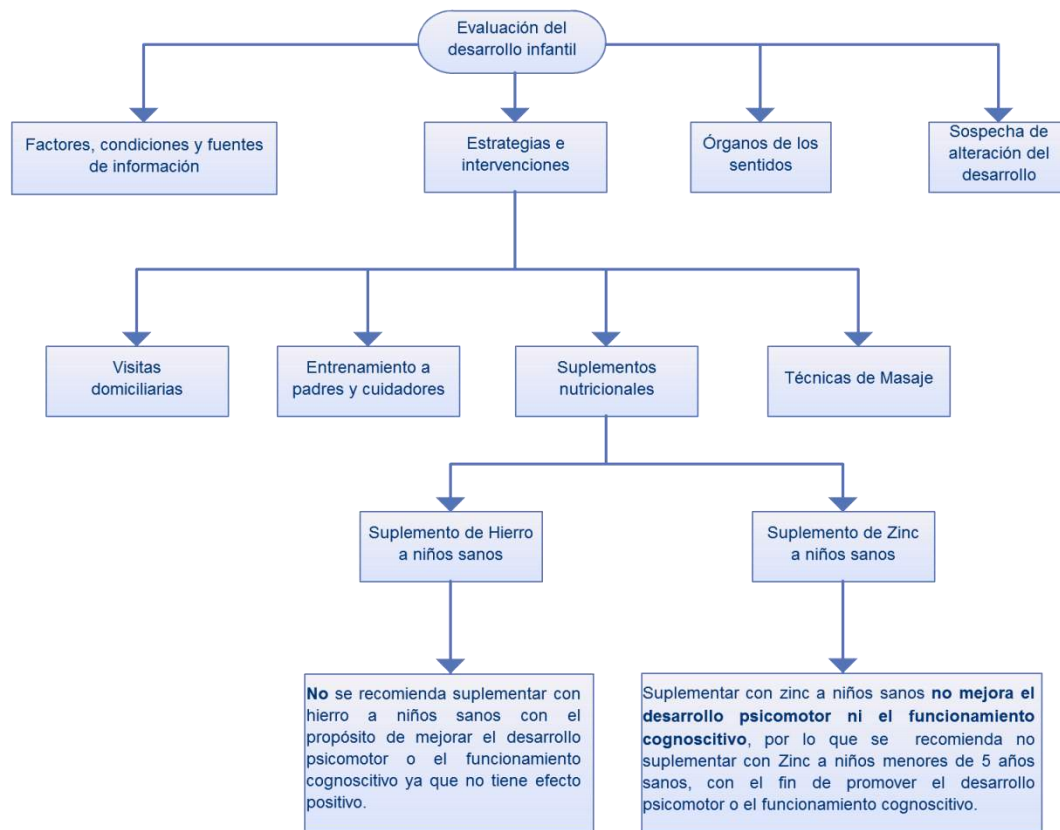 Evaluación del
desarrollo infantil
Factores, condiciones y fuentes
de información
Estrategias e
intervenciones
Órganos de los
sentidos
Sospecha de
alteración del
desarrollo
Visitas
domiciliarias
Entrenamiento a
padres y cuidadores
Suplementos
nutricionales
Técnicas de Masaje
Suplemento de Hierro
a niños sanos
Suplemento de Zinc
a niños sanos
No se recomienda suplementar con
hierro a niños sanos con el
propósito de mejorar el desarrollo
psicomotor o el funcionamiento
cognoscitivo ya que no tiene efecto
positivo.
Suplementar con zinc a niños sanos no mejora el
desarrollo psicomotor ni el funcionamiento
cognoscitivo, por lo que se recomienda no
suplementar con Zinc a niños menores de 5 años
sanos, con el fin de promover el desarrollo
psicomotor o el funcionamiento cognoscitivo.